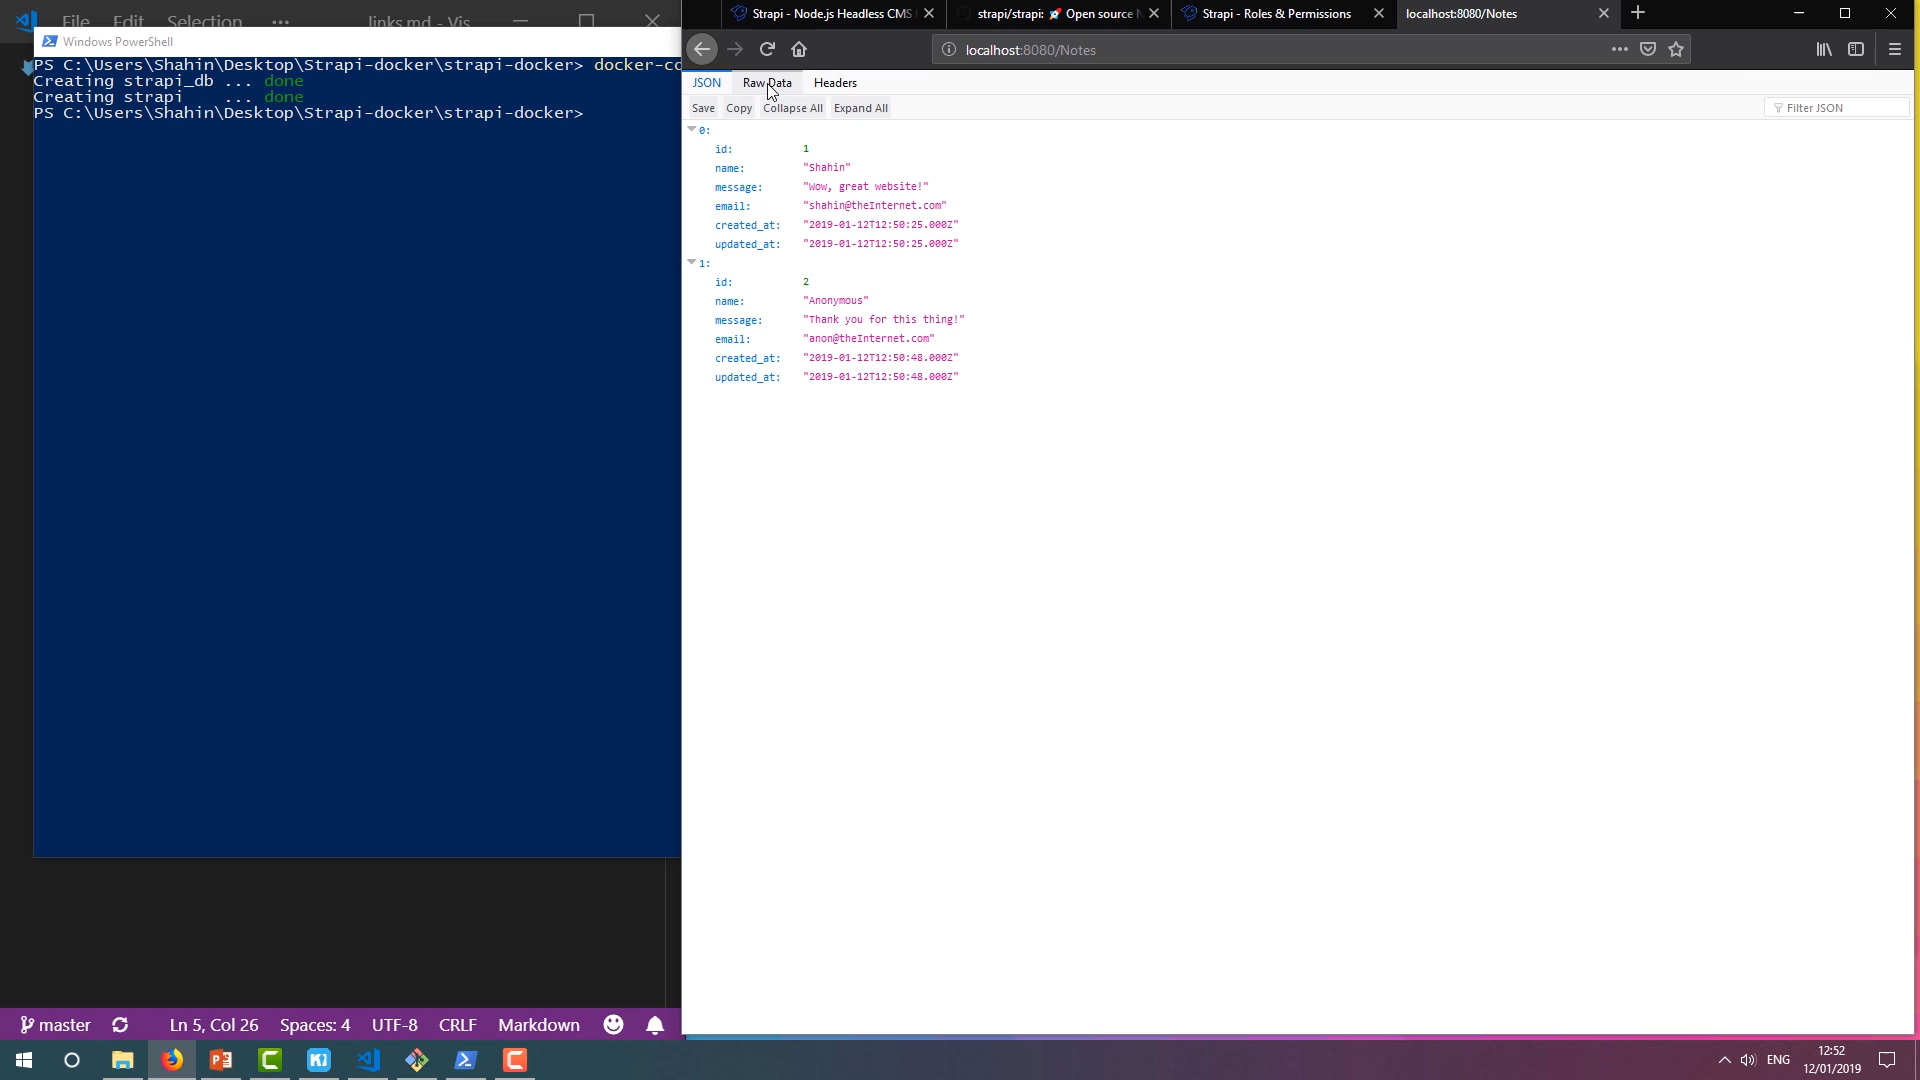 File Edit Selection ... links.md - Vis
Windows PowerShell
PS C:\Users\Shahin\Desktop\Strapi-docker\strapi-docker> docker-co
Creating strapi_db ... done
Creating strapi    ... done
PS C:\Users\Shahin\Desktop\Strapi-docker\strapi-docker>
master Ln 5, Col 26 Spaces: 4 UTF-8 CRLF Markdown
Strapi - Node.js Headless CMS
strapi/strapi: 🚀 Open source N
Strapi - Roles & Permissions
localhost:8080/Notes
localhost:8080/Notes
JSON Raw Data Headers
Save Copy Collapse All Expand All Filter JSON
0:
id: 1
name: "Shahin"
message: "Wow, great website!"
email: "shahin@theInternet.com"
created_at: "2019-01-12T12:50:25.000Z"
updated_at: "2019-01-12T12:50:25.000Z"
1:
id: 2
name: "Anonymous"
message: "Thank you for this thing!"
email: "anon@theInternet.com"
created_at: "2019-01-12T12:50:48.000Z"
updated_at: "2019-01-12T12:50:48.000Z"
ENG
12:52
12/01/2019